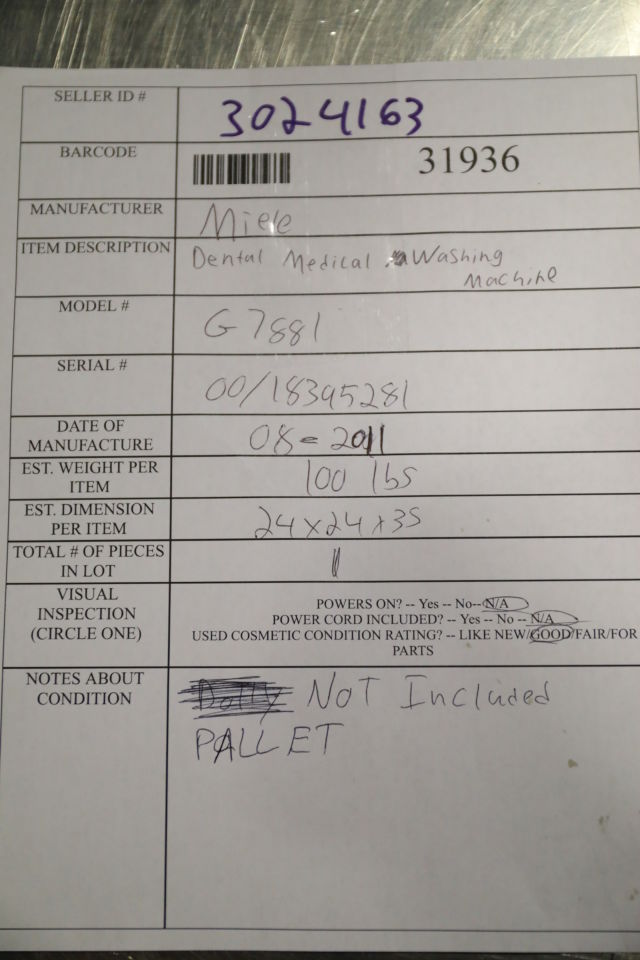 SELLER ID # 3024163
BARCODE 31936
MANUFACTURER Miele
ITEM DESCRIPTION Dental Medical Washing
Machine
MODEL # G7881
SERIAL # 00/18395281
DATE OF
MANUFACTURE 08-2011
EST. WEIGHT PER
ITEM 100 lbs
EST. DIMENSION
PER ITEM 24x24x35
TOTAL # OF PIECES
IN LOT 1
VISUAL
INSPECTION
(CIRCLE ONE)
POWERS ON? -- Yes -- No-- N/A
POWER CORD INCLUDED? -- Yes -- No -- N/A
USED COSMETIC CONDITION RATING? -- LIKE NEW/GOOD/FAIR/FOR
PARTS
NOTES ABOUT
CONDITION
Dolly NOT Included
PALLET